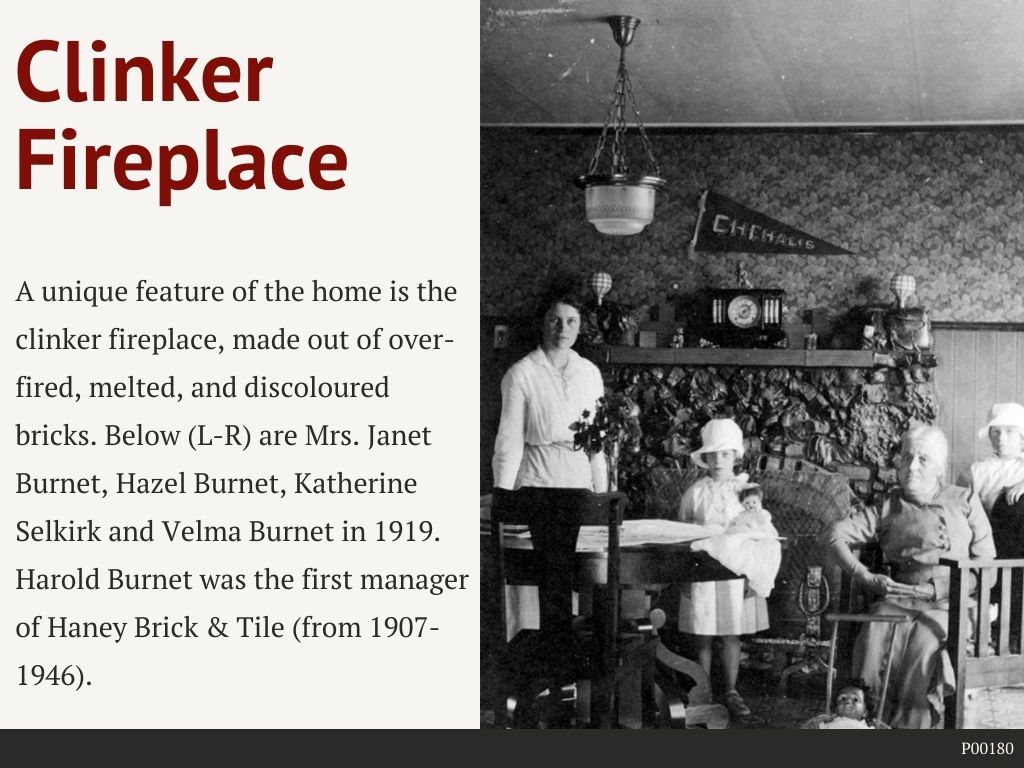 Clinker
Fireplace
A unique feature of the home is the
clinker fireplace, made out of over-
fired, melted, and discoloured
bricks. Below (L-R) are Mrs. Janet
Burnet, Hazel Burnet, Katherine
Selkirk and Velma Burnet in 1919.
Harold Burnet was the first manager
of Haney Brick & Tile (from 1907-
1946).
CHEHALIS
P00180